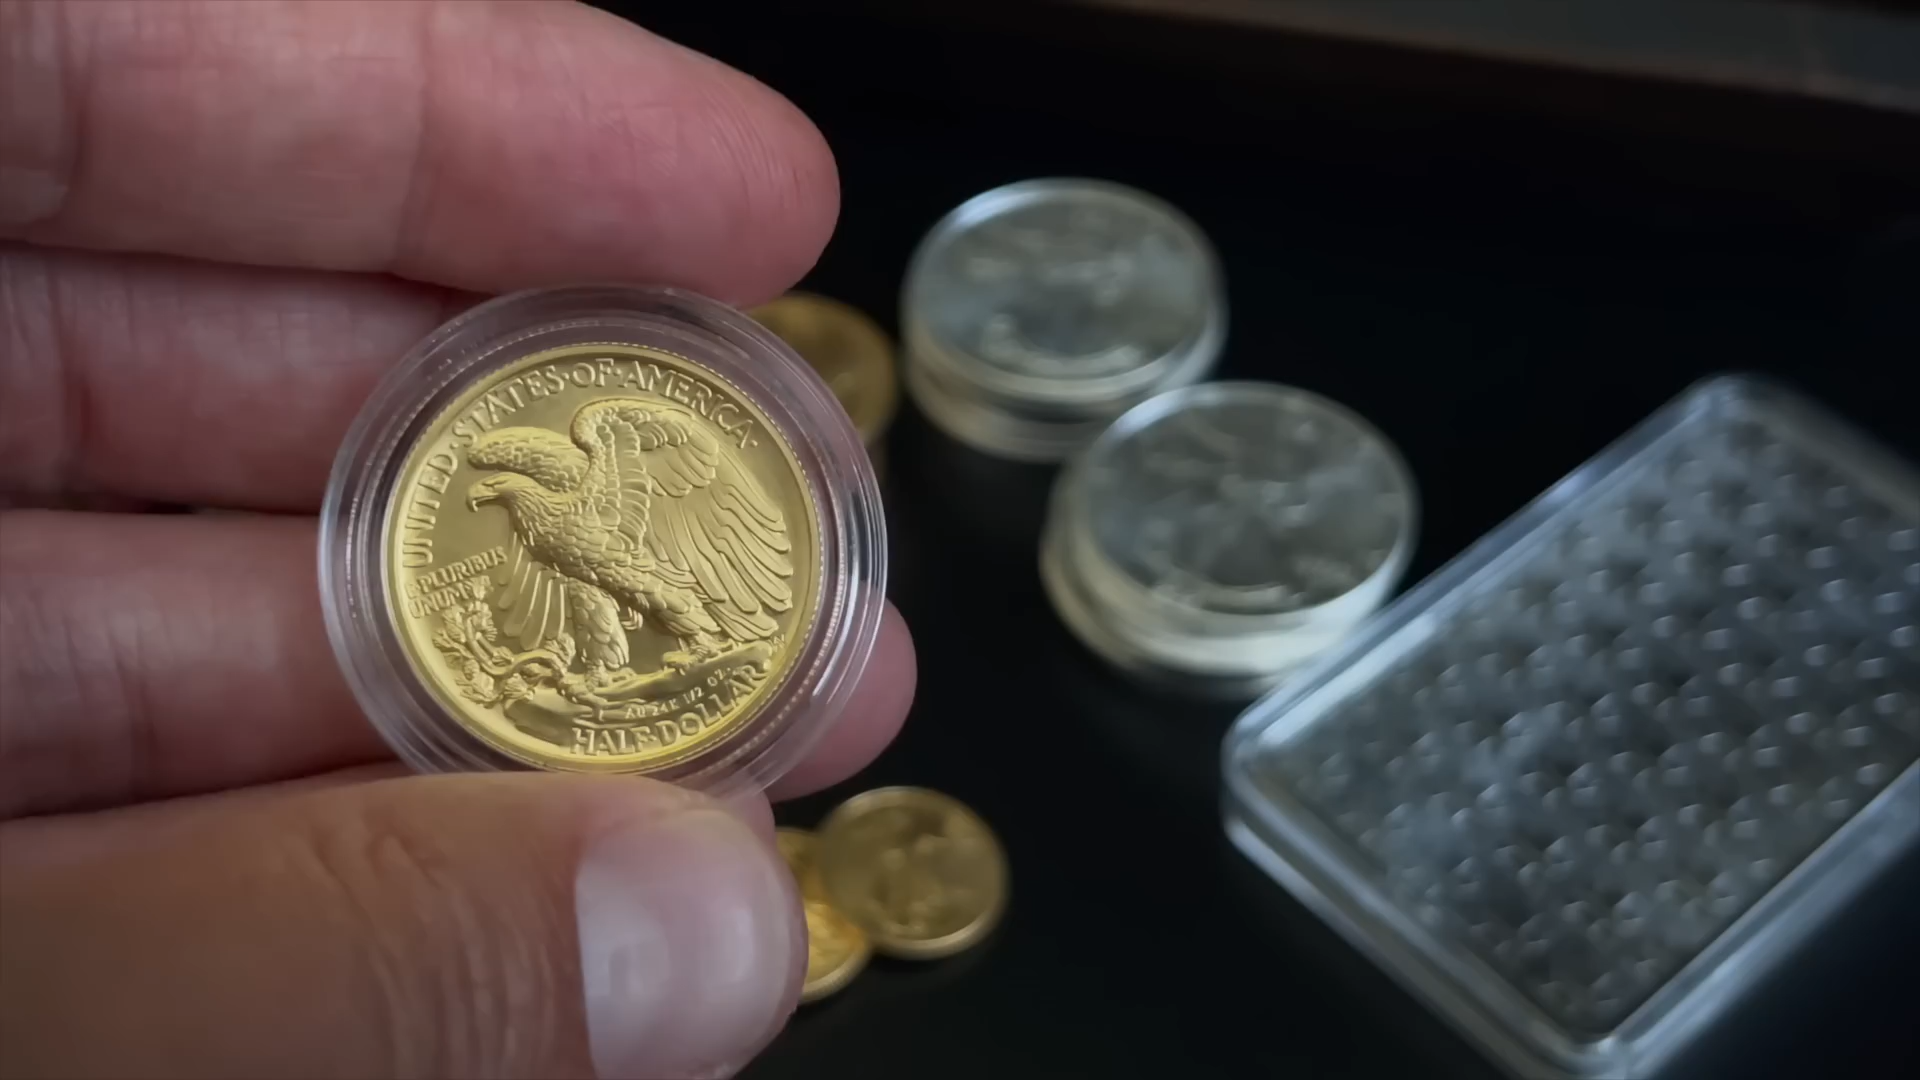 UNITED·STATES·OF·AMERICA·
E PLURIBUS
UNUM
AU 24K 1/2 OZ.
HALF·DOLLAR